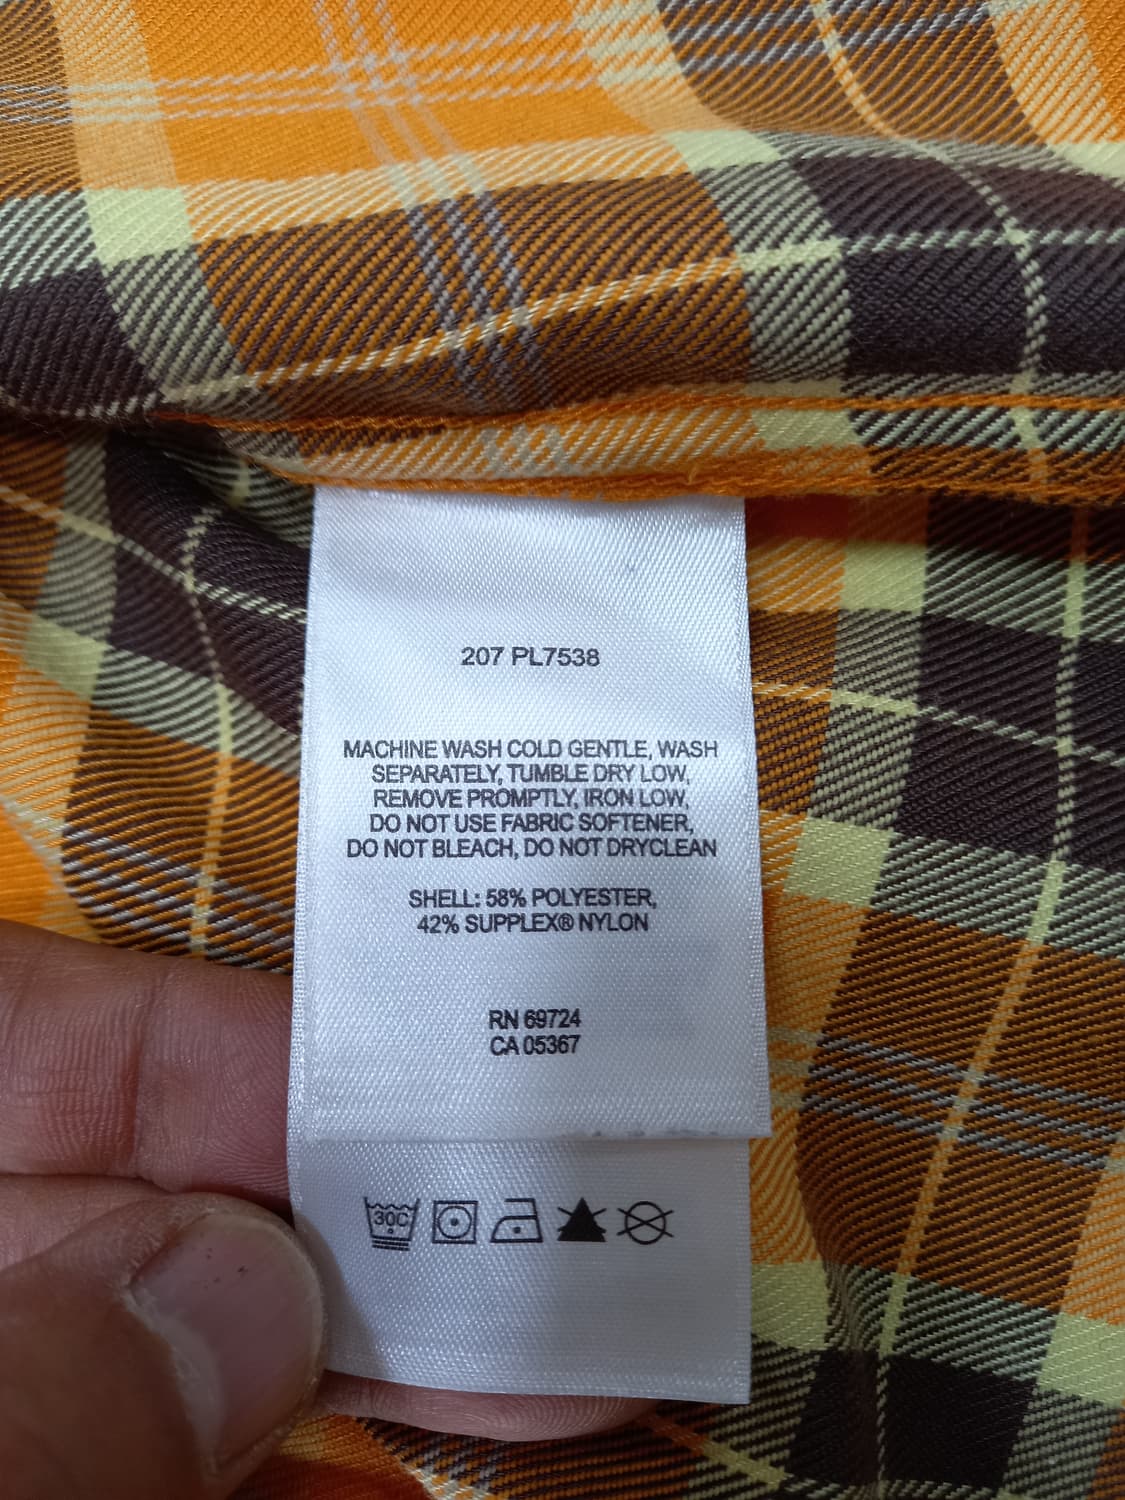 207 PL7538
MACHINE WASH COLD GENTLE, WASH
SEPARATELY, TUMBLE DRY LOW,
REMOVE PROMPTLY, IRON LOW,
DO NOT USE FABRIC SOFTENER,
DO NOT BLEACH, DO NOT DRYCLEAN
SHELL: 58% POLYESTER,
42% SUPPLEX® NYLON
RN 69724
CA 05367
30C